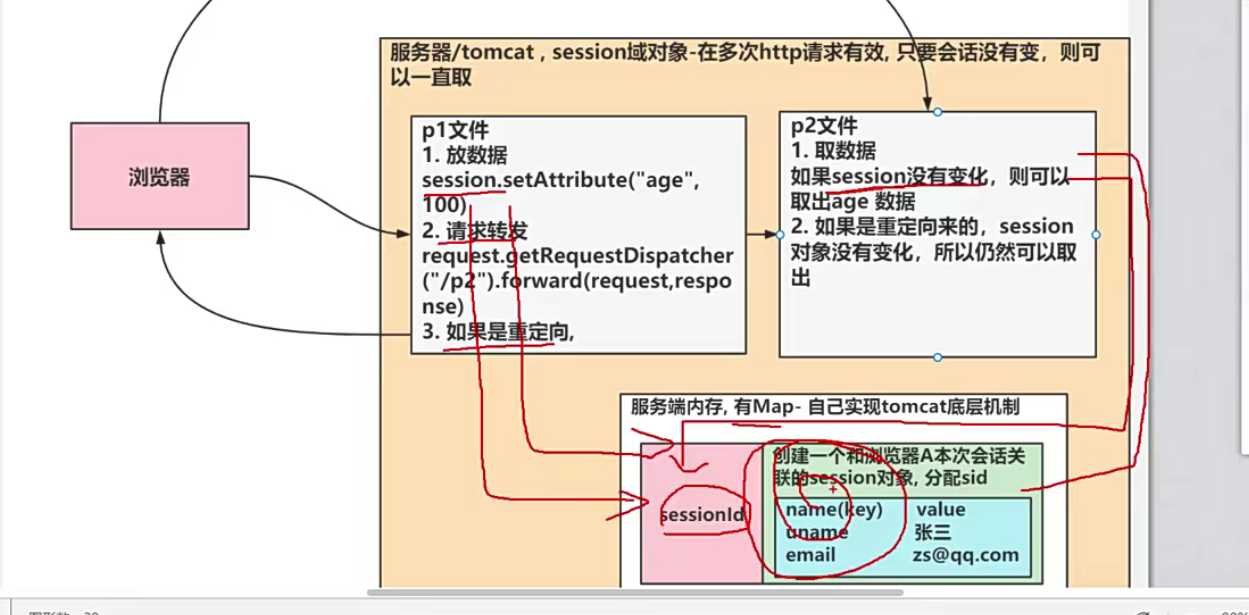 服务器/tomcat , session域对象-在多次http请求有效, 只要会话没有变，则可
以一直取
浏览器
p1文件
1. 放数据
session.setAttribute("age",
100)
2. 请求转发
request.getRequestDispatcher
("/p2").forward(request,respo
nse)
3. 如果是重定向,
p2文件
1. 取数据
如果session没有变化，则可以
取出age 数据
2. 如果是重定向来的，session
对象没有变化，所以仍然可以取
出
服务端内存, 有Map- 自己实现tomcat底层机制
创建一个和浏览器A本次会话关
联的session对象, 分配sid
sessionId
name(key) value
uname 张三
email zs@qq.com